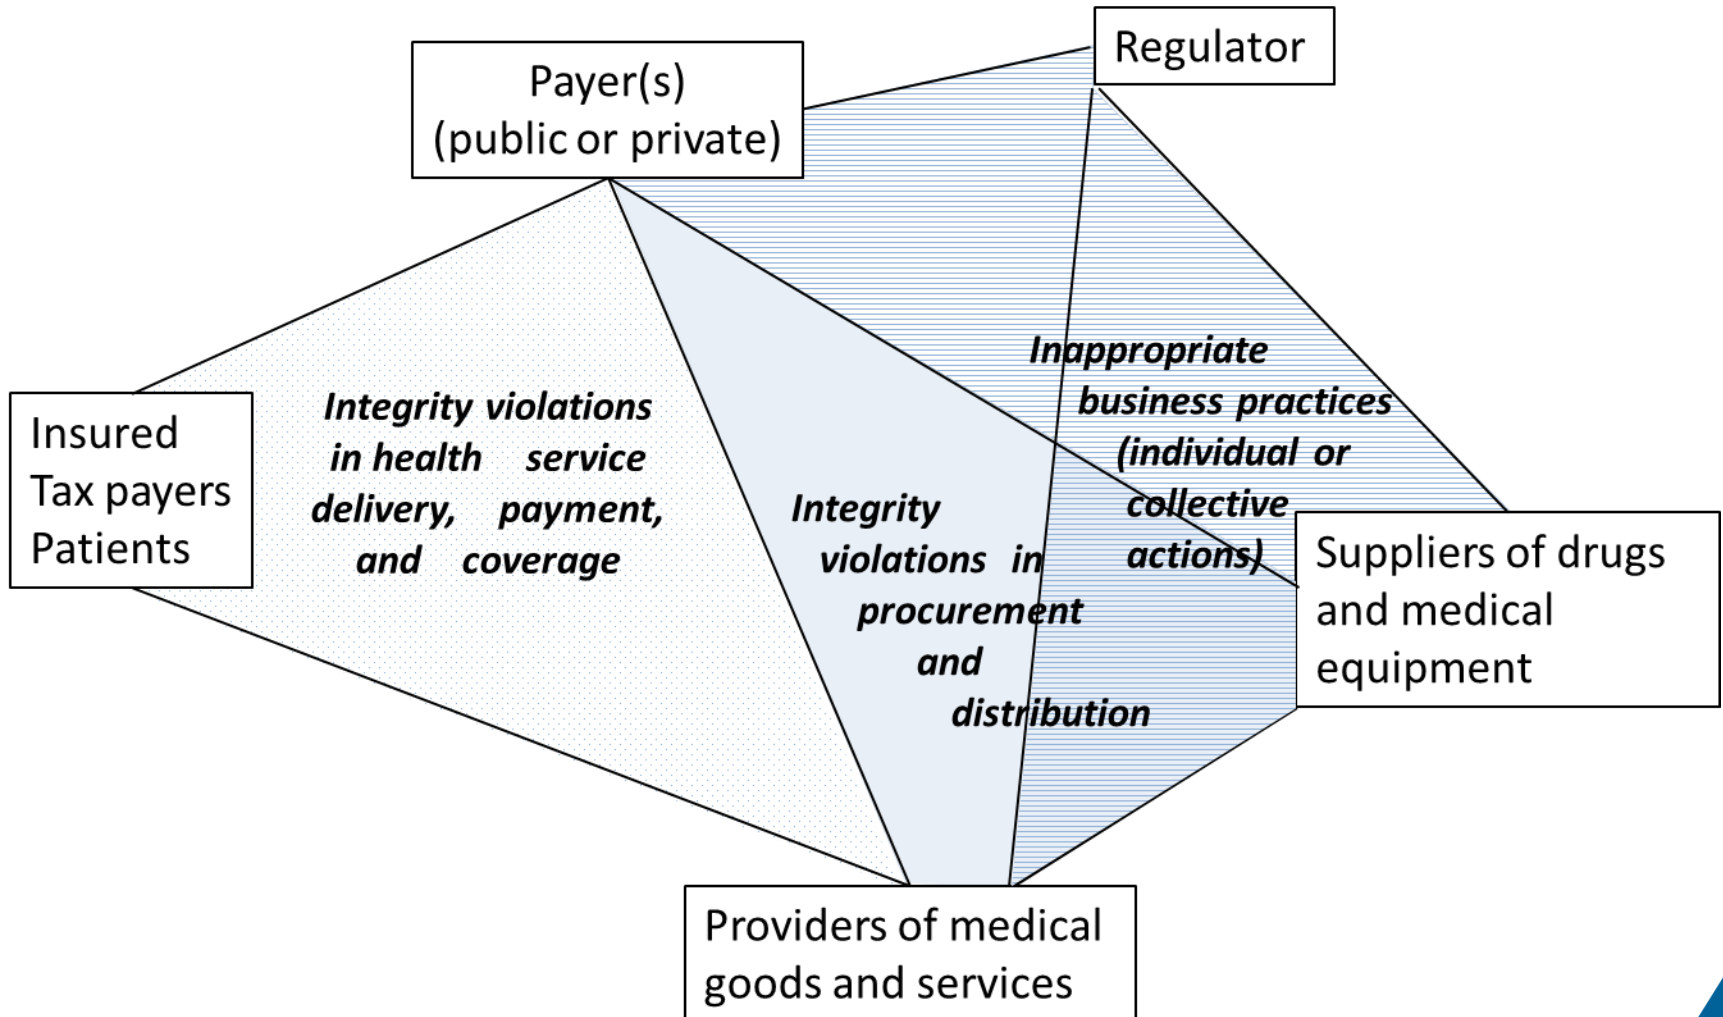 Regulator
Payer(s)
(public or private)
Insured
Tax payers
Patients
Integrity violations
in health service
delivery, payment,
and coverage
Integrity
violations in
procurement
and
distribution
Inappropriate
business practices
(individual or
collective
actions)
Suppliers of drugs
and medical
equipment
Providers of medical
goods and services